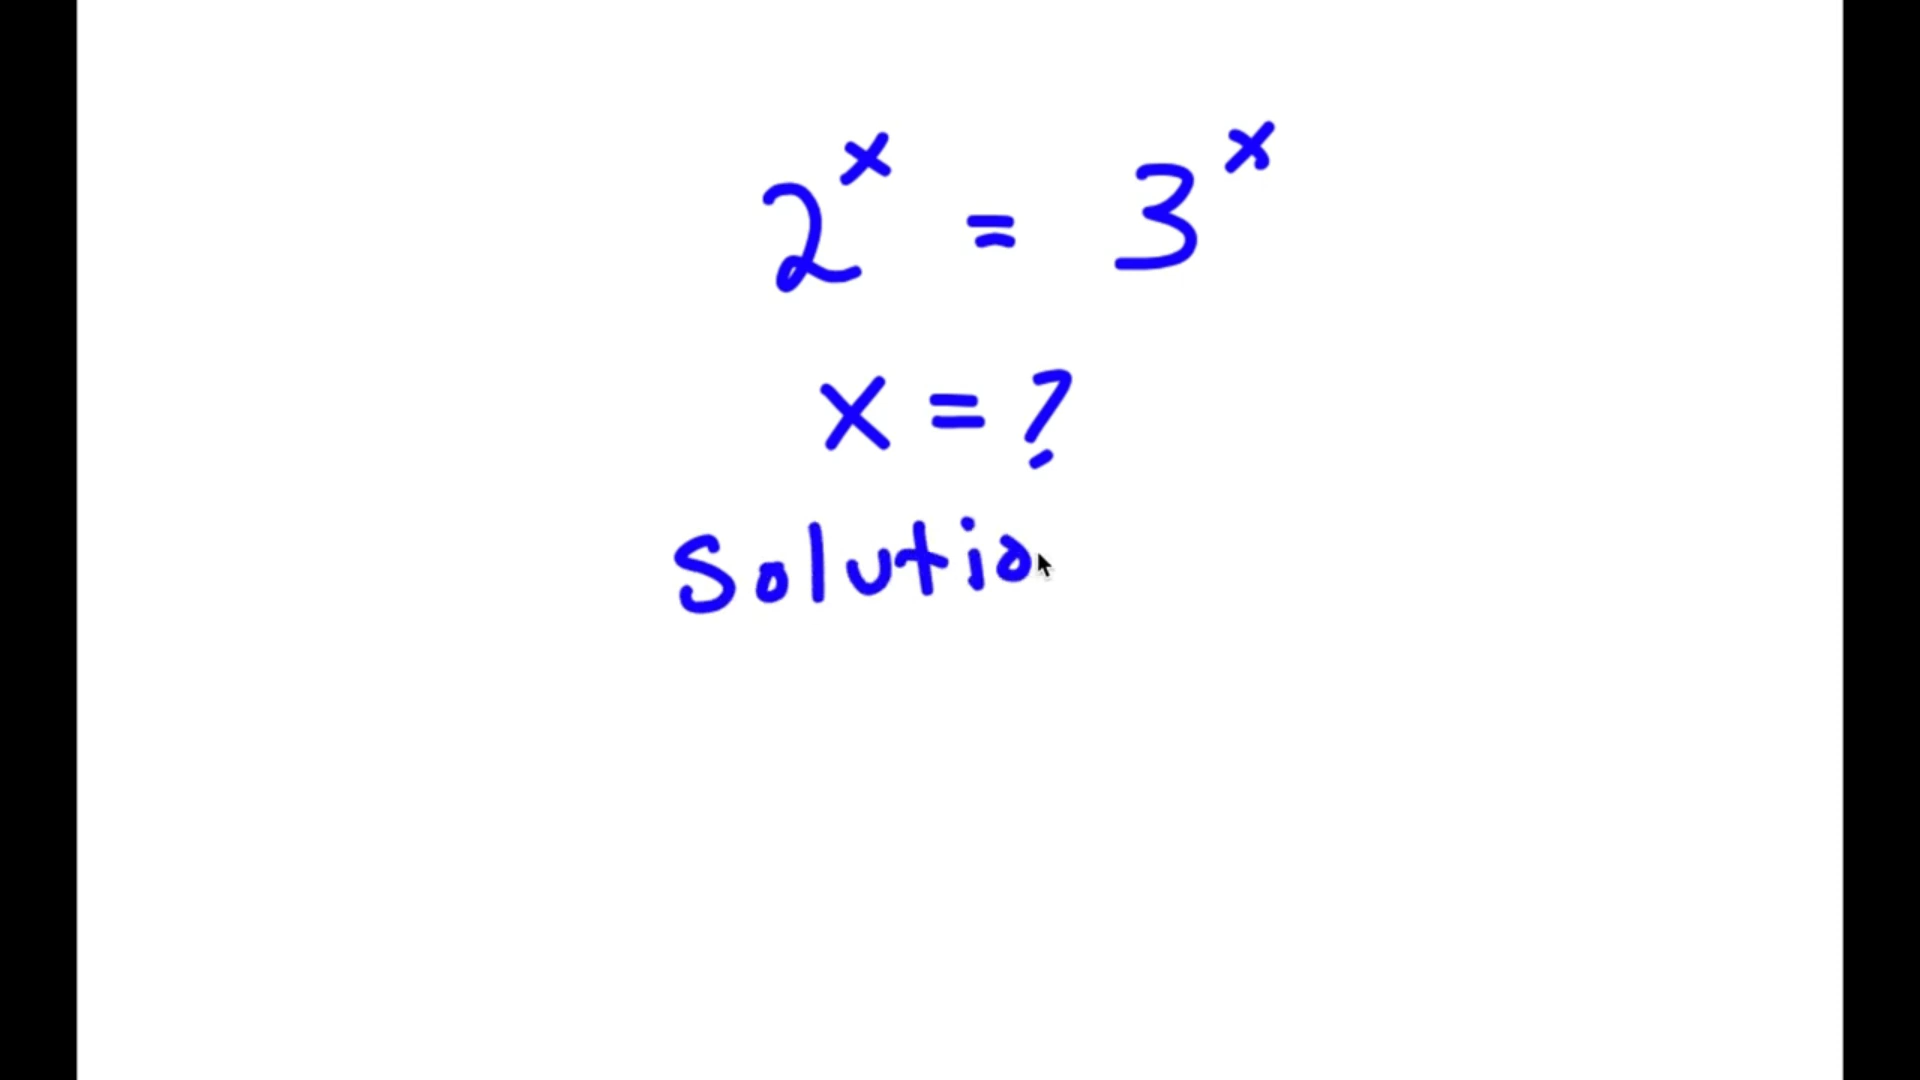 2^x = 3^x
x = ?
Solutio